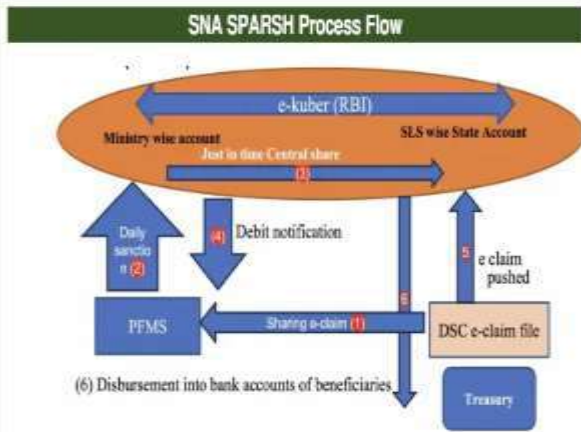 SNA SPARSH Process Flow
e-kuber (RBI)
Ministry wise account
SLS wise State Account
Just in time Central share
(3)
Daily
sanctio
n (2)
(4)
Debit notification
6
5
e claim
pushed
PFMS
Sharing e-claim (1)
DSC e-claim file
(6) Disbursement into bank accounts of beneficiaries
Treasury